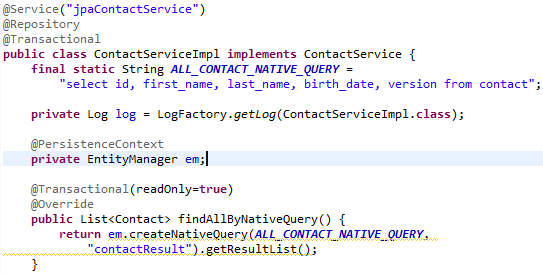 @Service("jpaContactService")
@Repository
@Transactional
public class ContactServiceImpl implements ContactService {
    final static String ALL_CONTACT_NATIVE_QUERY =
        "select id, first_name, last_name, birth_date, version from contact";

    private Log log = LogFactory.getLog(ContactServiceImpl.class);

    @PersistenceContext
    private EntityManager em;

    @Transactional(readOnly=true)
    @Override
    public List<Contact> findAllByNativeQuery() {
        return em.createNativeQuery(ALL_CONTACT_NATIVE_QUERY,
            "contactResult").getResultList();
    }